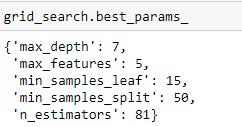 grid_search.best_params_
{'max_depth': 7,
'max_features': 5,
'min_samples_leaf': 15,
'min_samples_split': 50,
'n_estimators': 81}